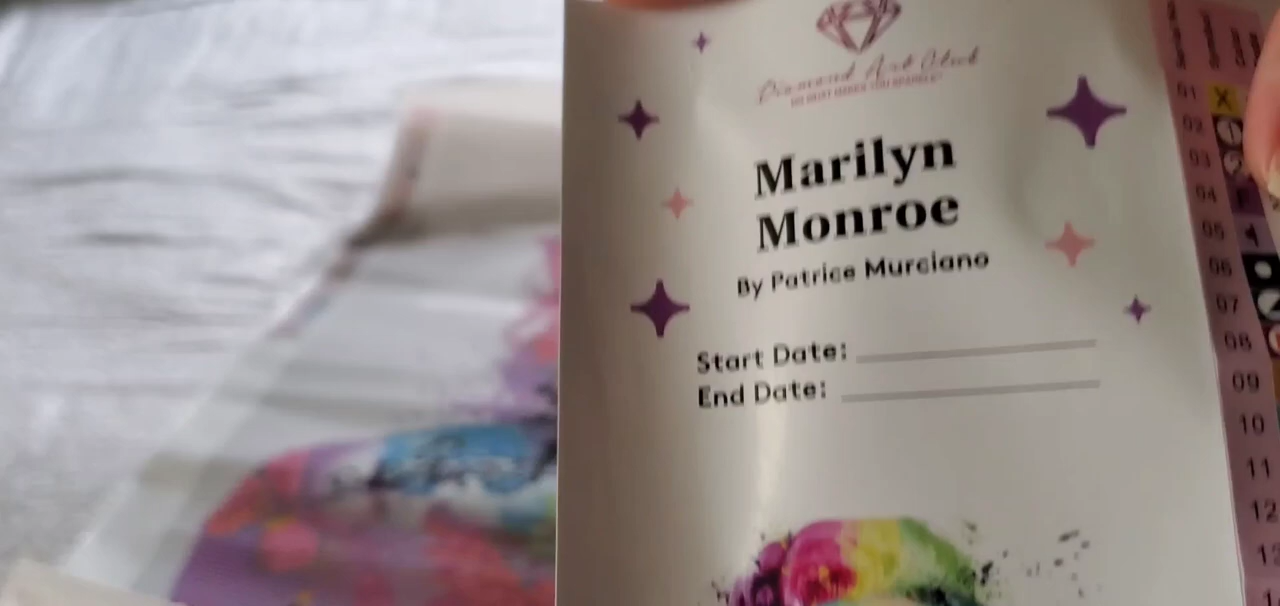 Diamond Art Club
Marilyn
Monroe
By Patrice Murciano
Start Date:
End Date:
01 X
02
03
04
05
06
07 Z
08
09
10
11
12
13